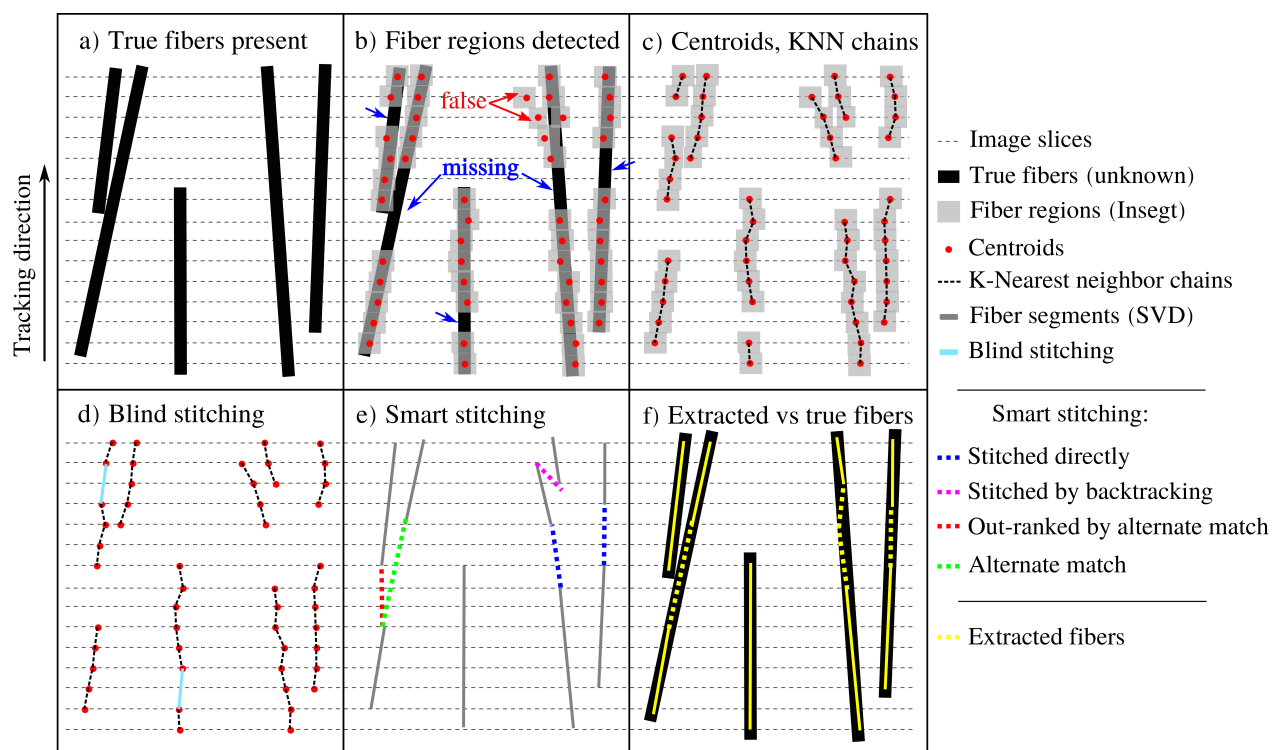 a) True fibers present
b) Fiber regions detected
c) Centroids, KNN chains
false
missing
Tracking direction
d) Blind stitching
e) Smart stitching
f) Extracted vs true fibers
Image slices
True fibers (unknown)
Fiber regions (Insegt)
Centroids
K-Nearest neighbor chains
Fiber segments (SVD)
Blind stitching
Smart stitching:
Stitched directly
Stitched by backtracking
Out-ranked by alternate match
Alternate match
Extracted fibers